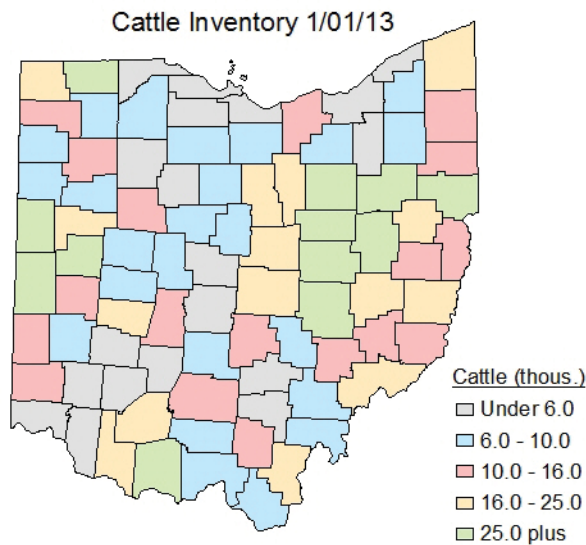 Cattle Inventory 1/01/13
Cattle (thous.)
Under 6.0
6.0 - 10.0
10.0 - 16.0
16.0 - 25.0
25.0 plus